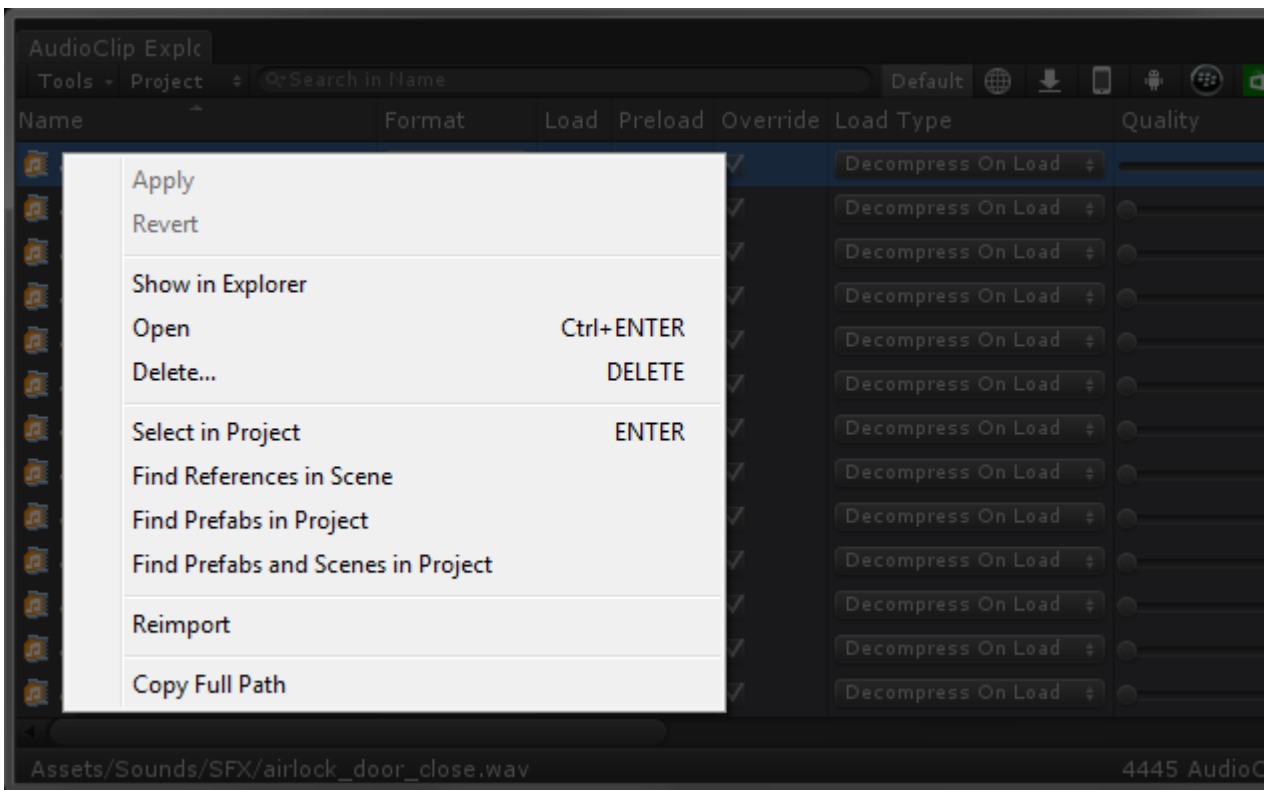 AudioClip Explc
Tools Project Search in Name Default
Name Format Load Preload Override Load Type Quality
Decompress On Load
Apply
Revert
Decompress On Load
Decompress On Load
Show in Explorer
Decompress On Load
Open Ctrl+ENTER
Decompress On Load
Delete... DELETE
Decompress On Load
Select in Project ENTER
Decompress On Load
Find References in Scene
Decompress On Load
Find Prefabs in Project
Decompress On Load
Find Prefabs and Scenes in Project
Decompress On Load
Reimport
Decompress On Load
Decompress On Load
Copy Full Path
Decompress On Load
Assets/Sounds/SFX/airlock_door_close.wav 4445 AudioC